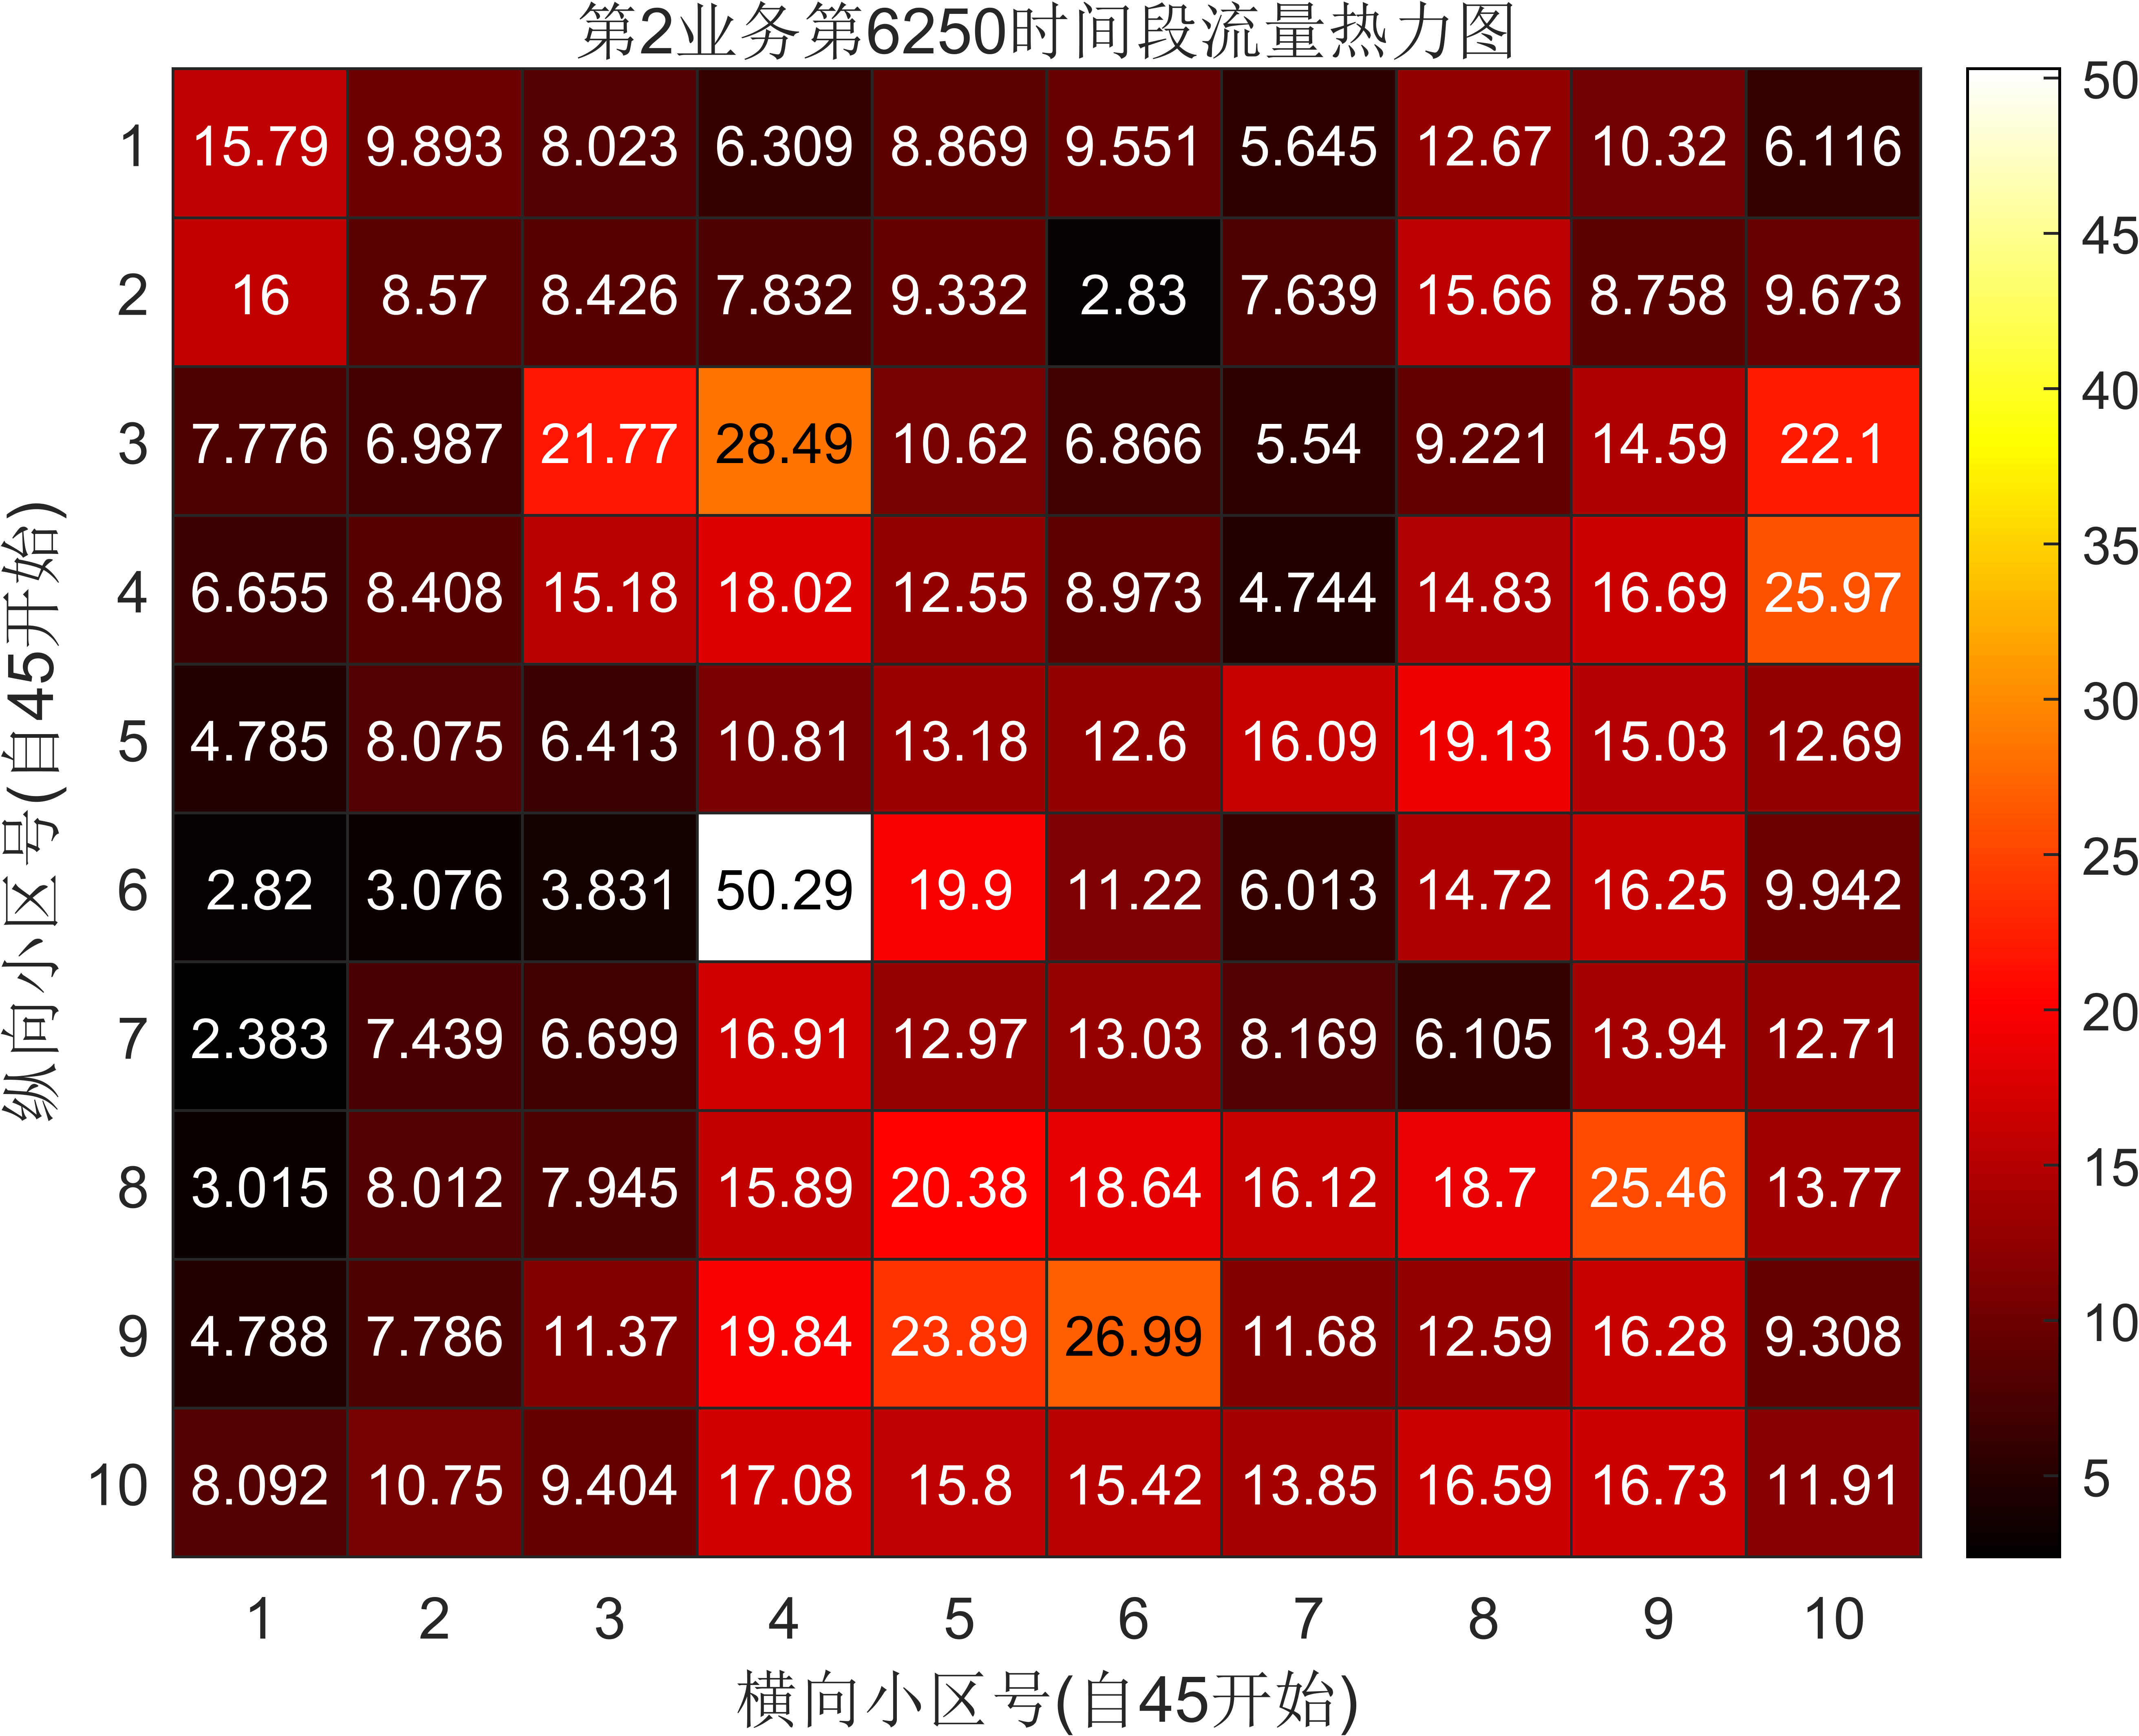 第2业务第6250时间段流量热力图
纵向小区号(自45开始)
1 15.79 9.893 8.023 6.309 8.869 9.551 5.645 12.67 10.32 6.116
2 16 8.57 8.426 7.832 9.332 2.83 7.639 15.66 8.758 9.673
3 7.776 6.987 21.77 28.49 10.62 6.866 5.54 9.221 14.59 22.1
4 6.655 8.408 15.18 18.02 12.55 8.973 4.744 14.83 16.69 25.97
5 4.785 8.075 6.413 10.81 13.18 12.6 16.09 19.13 15.03 12.69
6 2.82 3.076 3.831 50.29 19.9 11.22 6.013 14.72 16.25 9.942
7 2.383 7.439 6.699 16.91 12.97 13.03 8.169 6.105 13.94 12.71
8 3.015 8.012 7.945 15.89 20.38 18.64 16.12 18.7 25.46 13.77
9 4.788 7.786 11.37 19.84 23.89 26.99 11.68 12.59 16.28 9.308
10 8.092 10.75 9.404 17.08 15.8 15.42 13.85 16.59 16.73 11.91
1 2 3 4 5 6 7 8 9 10
横向小区号(自45开始)
50
45
40
35
30
25
20
15
10
5